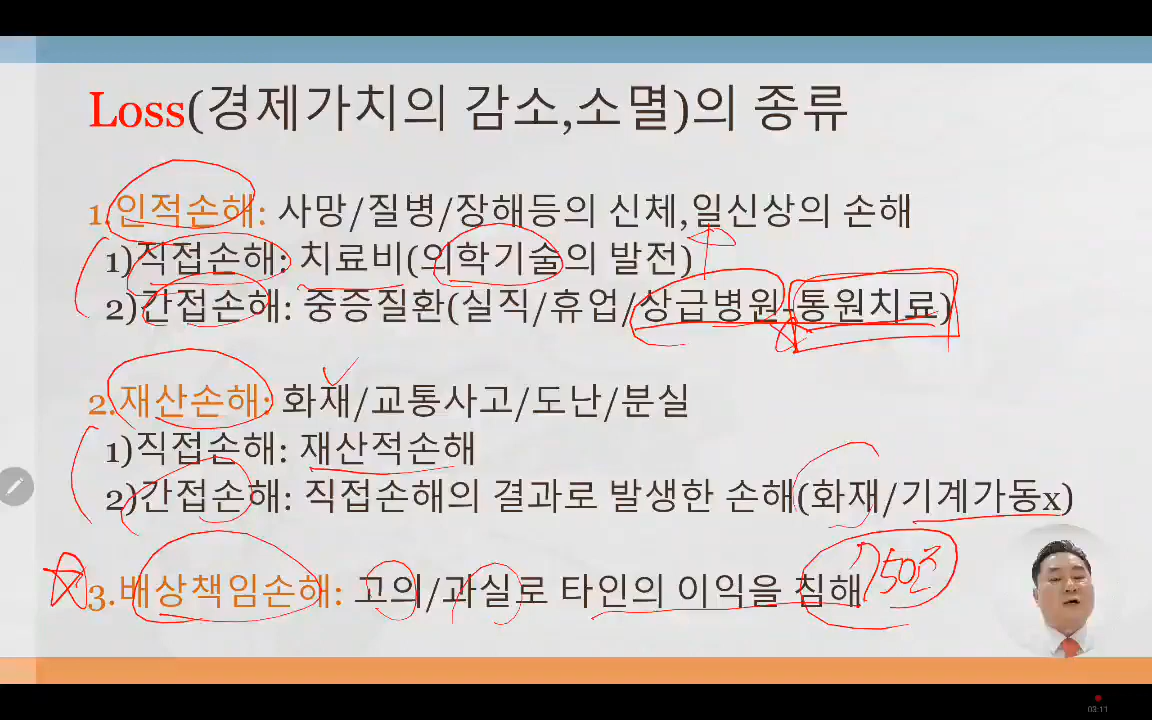 Loss(경제가치의 감소,소멸)의 종류
1.인적손해: 사망/질병/장해등의 신체,일신상의 손해
1)직접손해: 치료비(의학기술의 발전)
2)간접손해: 중증질환(실직/휴업/상급병원-통원치료)
2.재산손해: 화재/교통사고/도난/분실
1)직접손해: 재산적손해
2)간접손해: 직접손해의 결과로 발생한 손해(화재/기계가동x)
3.배상책임손해: 고의/과실로 타인의 이익을 침해
03:11